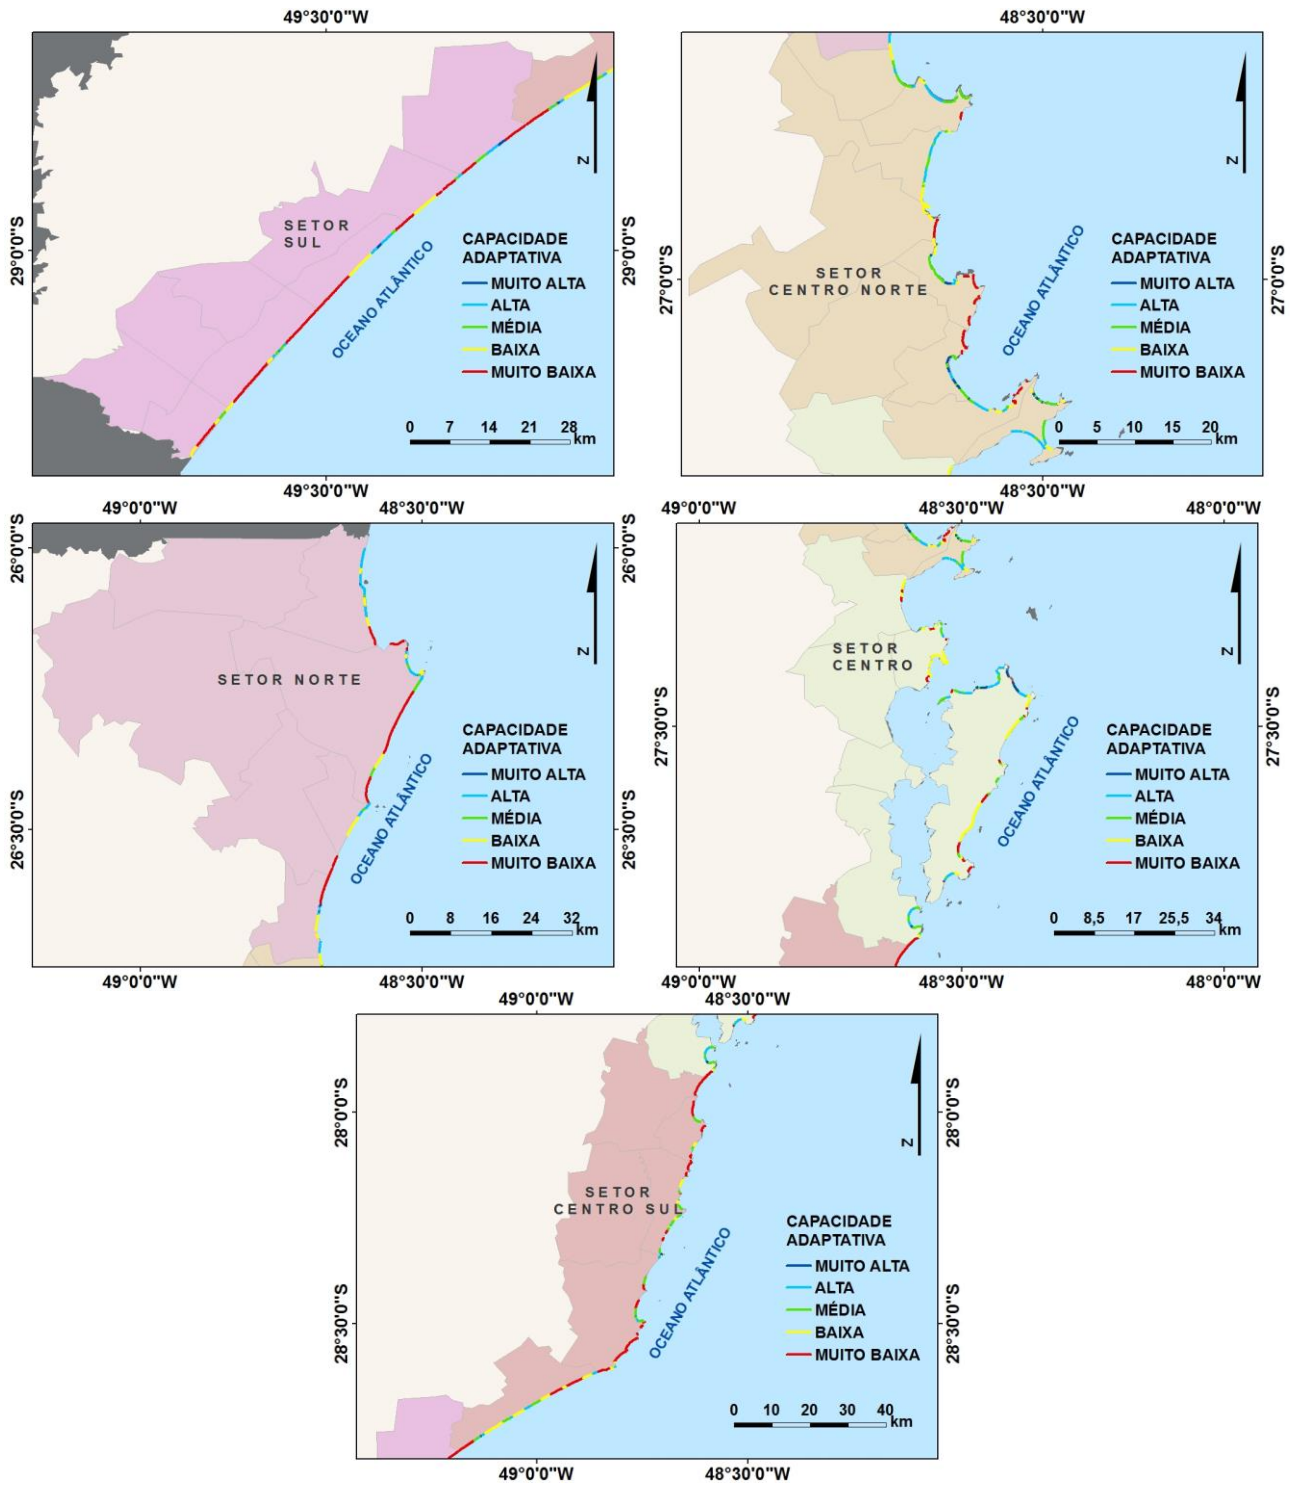 49°30'0"W
48°30'0"W
29°0'0"S
SETOR
SUL
OCEANO ATLÂNTICO
CAPACIDADE
ADAPTATIVA
MUITO ALTA
ALTA
MÉDIA
BAIXA
MUITO BAIXA
0 7 14 21 28
km
N
29°0'0"S
49°30'0"W
27°0'0"S
SETOR
CENTRO NORTE
OCEANO ATLÂNTICO
CAPACIDADE
ADAPTATIVA
MUITO ALTA
ALTA
MÉDIA
BAIXA
MUITO BAIXA
0 5 10 15 20
km
N
27°0'0"S
48°30'0"W
49°0'0"W
48°30'0"W
26°0'0"S
26°30'0"S
SETOR NORTE
OCEANO ATLÂNTICO
CAPACIDADE
ADAPTATIVA
MUITO ALTA
ALTA
MÉDIA
BAIXA
MUITO BAIXA
0 8 16 24 32
km
N
26°0'0"S
26°30'0"S
49°0'0"W
48°30'0"W
49°0'0"W
48°30'0"W
48°0'0"W
27°30'0"S
SETOR
CENTRO
OCEANO ATLÂNTICO
CAPACIDADE
ADAPTATIVA
MUITO ALTA
ALTA
MÉDIA
BAIXA
MUITO BAIXA
0 8,5 17 25,5 34
km
N
27°30'0"S
49°0'0"W
48°30'0"W
48°0'0"W
49°0'0"W
48°30'0"W
28°0'0"S
28°30'0"S
SETOR
CENTRO SUL
OCEANO ATLÂNTICO
CAPACIDADE
ADAPTATIVA
MUITO ALTA
ALTA
MÉDIA
BAIXA
MUITO BAIXA
0 10 20 30 40
km
N
28°0'0"S
28°30'0"S
49°0'0"W
48°30'0"W